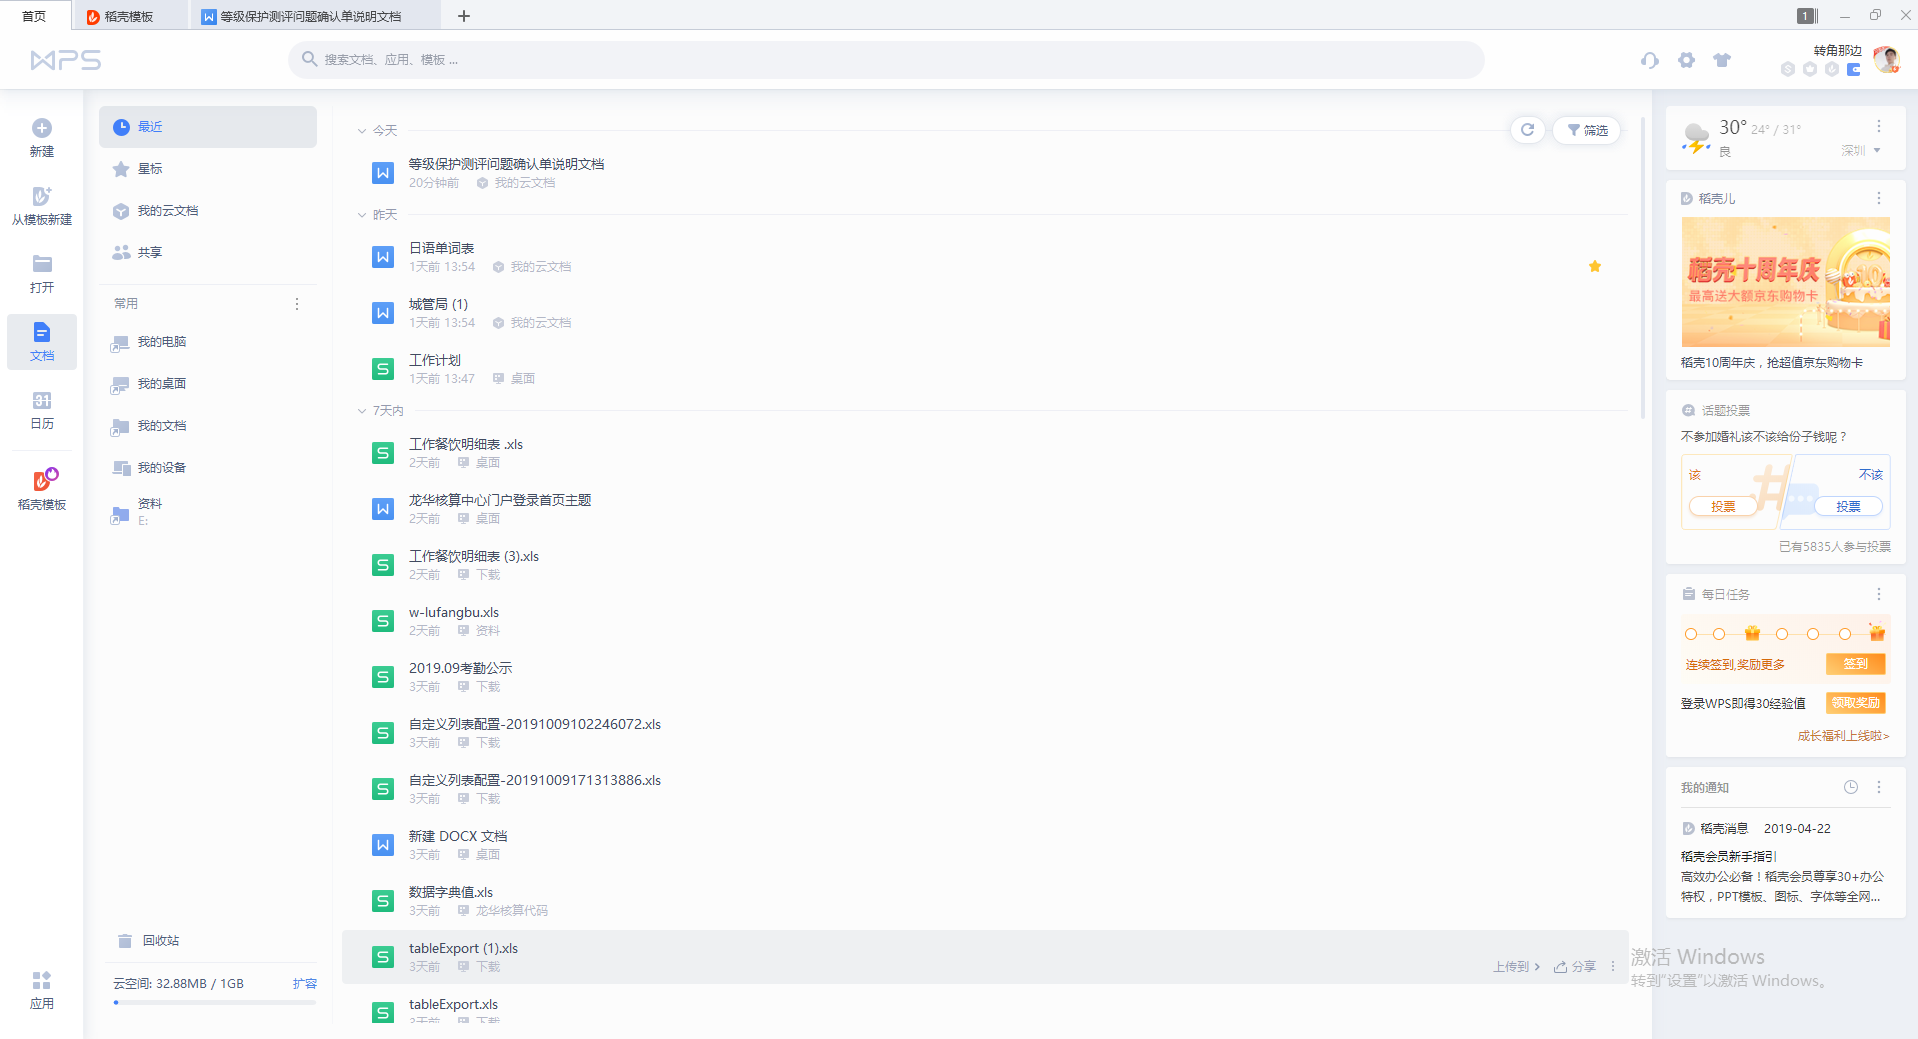 首页
稻壳模板
W 等级保护测评问题确认单说明文档
1
WPS
搜索文档、应用、模板 ...
转角那边
新建
从模板新建
打开
文档
31
日历
稻壳模板
应用
最近
星标
我的云文档
共享
常用
我的电脑
我的桌面
我的文档
我的设备
资料
E:
回收站
云空间: 32.88MB / 1GB
扩容
今天
筛选
W 等级保护测评问题确认单说明文档
20分钟前 我的云文档
昨天
W 日语单词表
1天前 13:54 我的云文档
W 城管局 (1)
1天前 13:54 我的云文档
S 工作计划
1天前 13:47 桌面
7天内
S 工作餐饮明细表 .xls
2天前 桌面
W 龙华核算中心门户登录首页主题
2天前 桌面
S 工作餐饮明细表 (3).xls
2天前 下载
S w-lufangbu.xls
2天前 资料
S 2019.09考勤公示
3天前 下载
S 自定义列表配置-20191009102246072.xls
3天前 下载
S 自定义列表配置-20191009171313886.xls
3天前 下载
W 新建 DOCX 文档
3天前 桌面
S 数据字典值.xls
3天前 龙华核算代码
S tableExport (1).xls
3天前 下载
上传到 分享
S tableExport.xls
3天前 下载
30° 24° / 31°
良 深圳
稻壳儿
稻壳十周年庆
最高送大额京东购物卡
稻壳10周年庆，抢超值京东购物卡
话题投票
不参加婚礼该不该给份子钱呢？
该 不该
投票 投票
已有5835人参与投票
每日任务
连续签到,奖励更多 签到
登录WPS即得30经验值 领取奖励
成长福利上线啦>
我的通知
稻壳消息 2019-04-22
稻壳会员新手指引
高效办公必备！稻壳会员尊享30+办公
特权，PPT模板、图标、字体等全网...
激活 Windows
转到"设置"以激活 Windows。